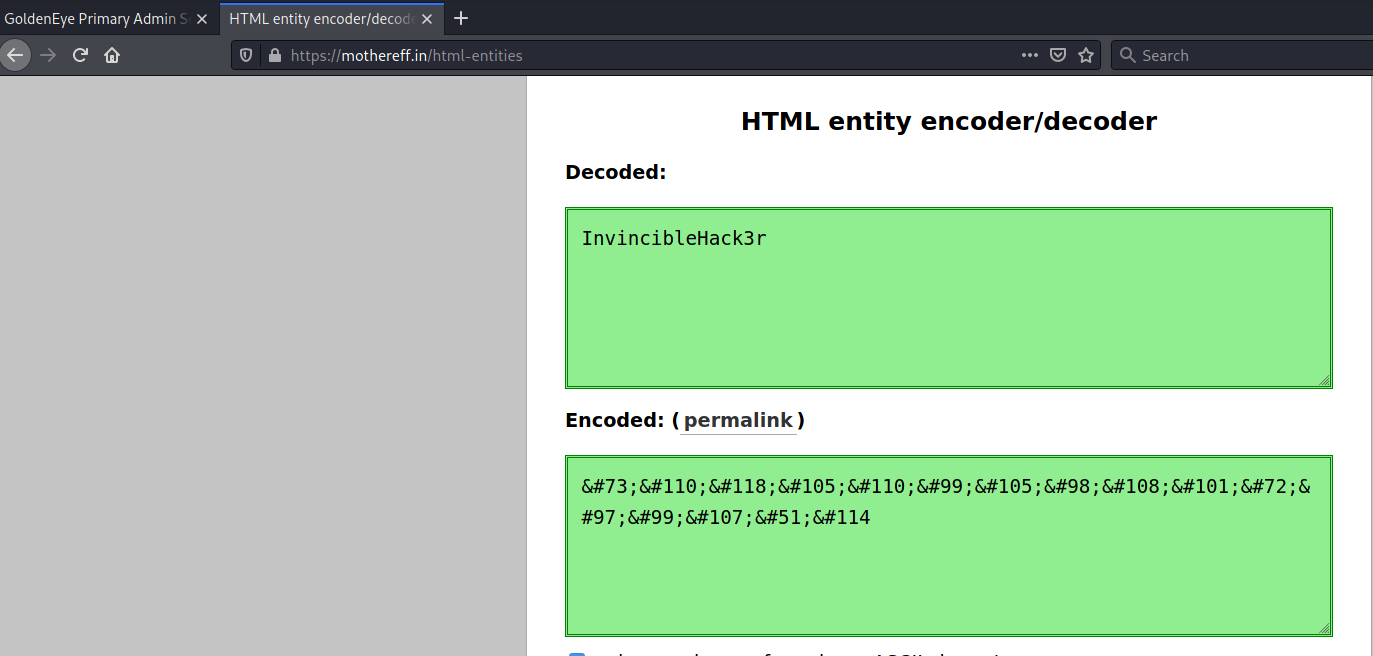 GoldenEye Primary Admin S
HTML entity encoder/decode
https://mothereff.in/html-entities
Search
HTML entity encoder/decoder
Decoded:
InvincibleHack3r
Encoded: (permalink)
&#73;&#110;&#118;&#105;&#110;&#99;&#105;&#98;&#108;&#101;&#72;&
#97;&#99;&#107;&#51;&#114